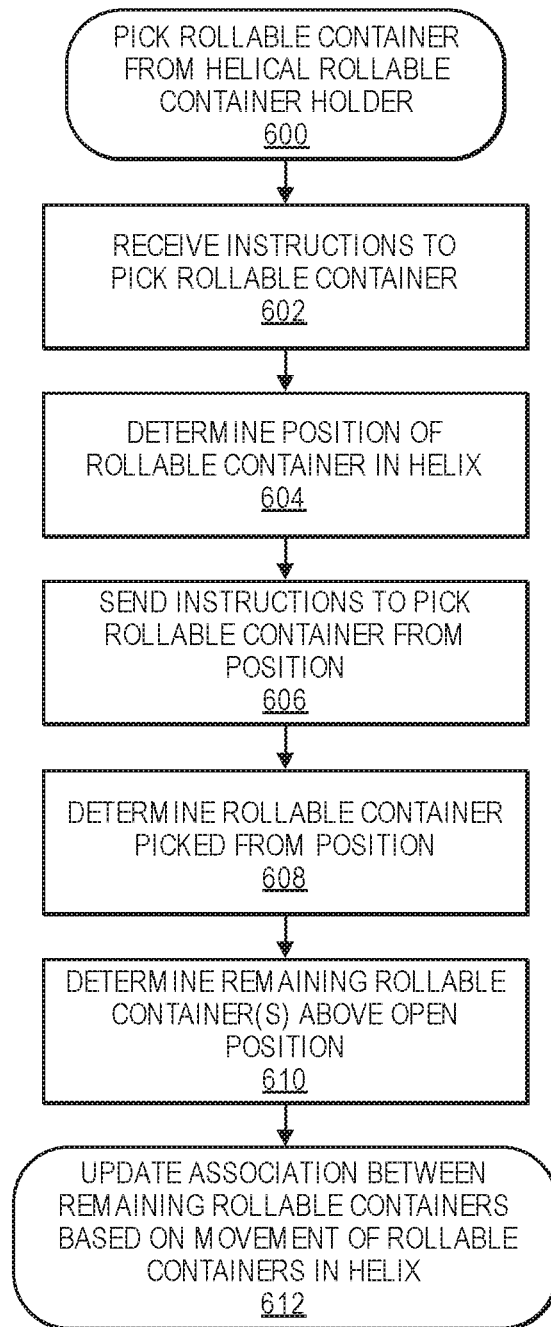 PICK ROLLABLE CONTAINER
FROM HELICAL ROLLABLE
CONTAINER HOLDER
600
RECEIVE INSTRUCTIONS TO
PICK ROLLABLE CONTAINER
602
DETERMINE POSITION OF
ROLLABLE CONTAINER IN HELIX
604
SEND INSTRUCTIONS TO PICK
ROLLABLE CONTAINER FROM
POSITION
606
DETERMINE ROLLABLE CONTAINER
PICKED FROM POSITION
608
DETERMINE REMAINING ROLLABLE
CONTAINER(S) ABOVE OPEN
POSITION
610
UPDATE ASSOCIATION BETWEEN
REMAINING ROLLABLE CONTAINERS
BASED ON MOVEMENT OF ROLLABLE
CONTAINERS IN HELIX
612